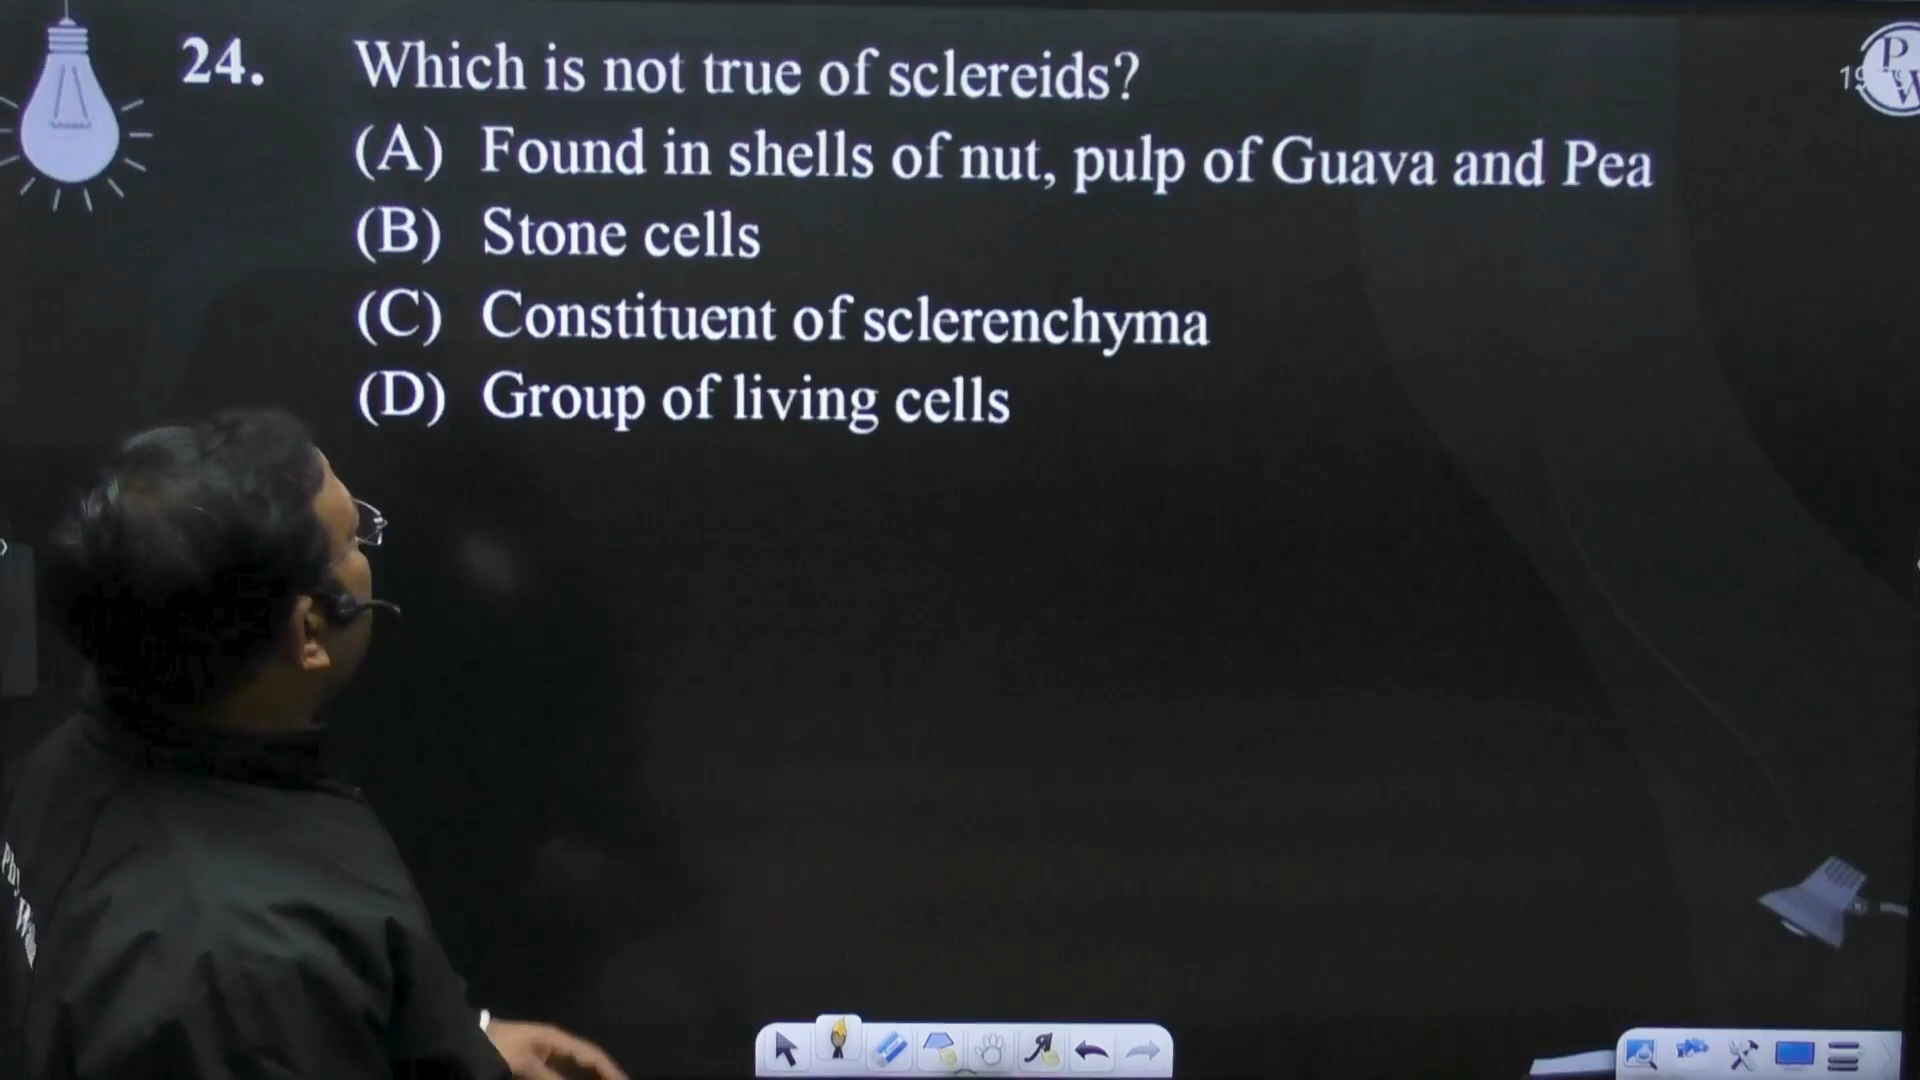 24. Which is not true of sclereids?
(A) Found in shells of nut, pulp of Guava and Pea
(B) Stone cells
(C) Constituent of sclerenchyma
(D) Group of living cells
P
W